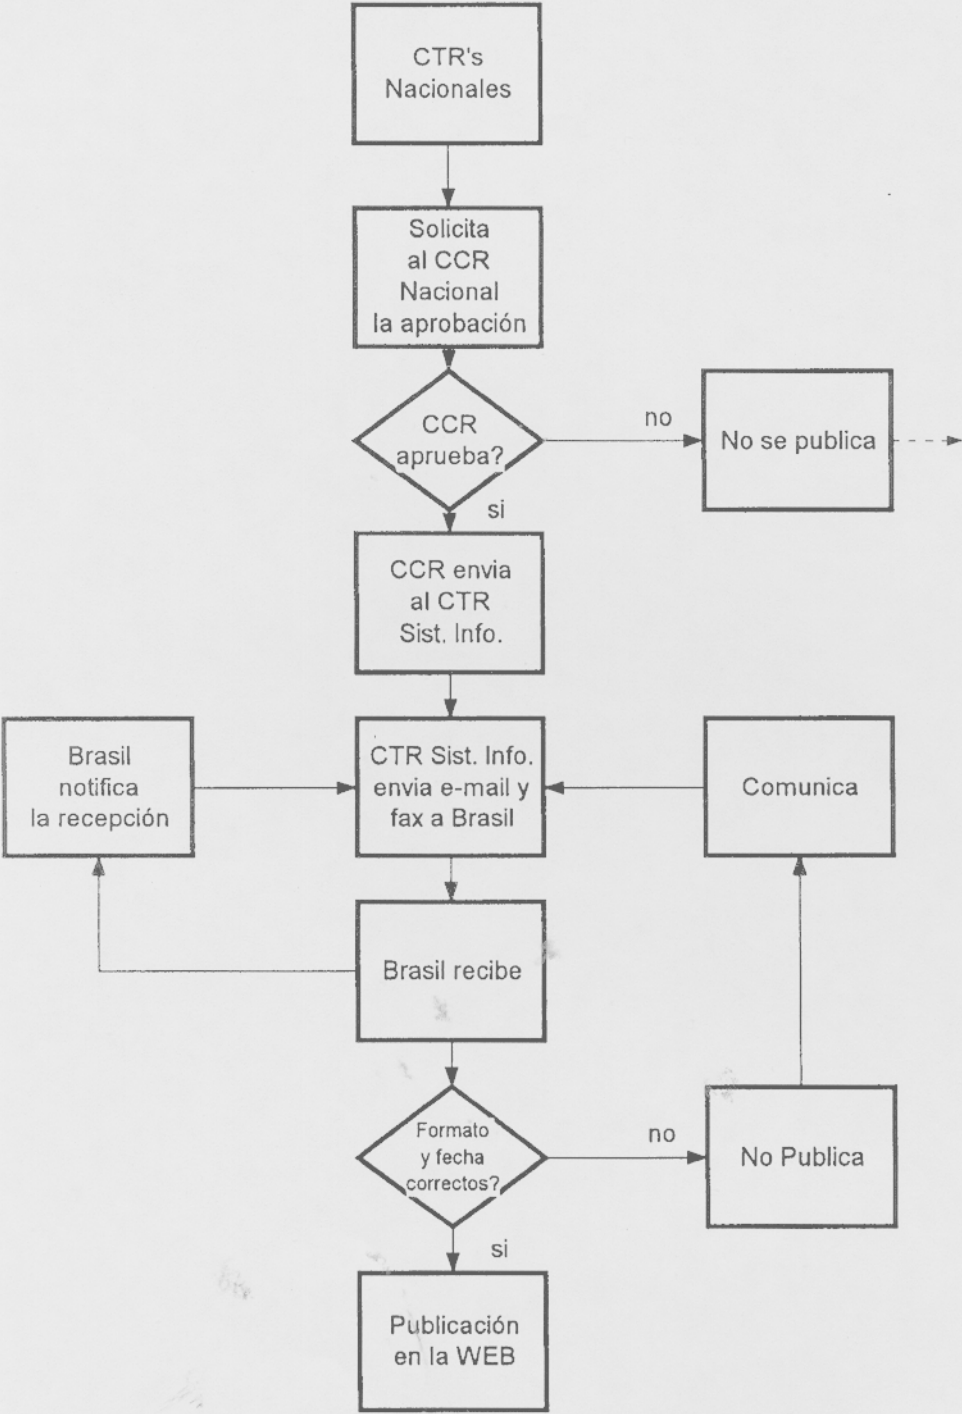 CTR's
Nacionales
Solicita
al CCR
Nacional
la aprobación
CCR
aprueba?
no
No se publica
si
CCR envia
al CTR
Sist. Info.
Brasil
notifica
la recepción
CTR Sist. Info.
envia e-mail y
fax a Brasil
Comunica
Brasil recibe
Formato
y fecha
correctos?
no
No Publica
si
Publicación
en la WEB